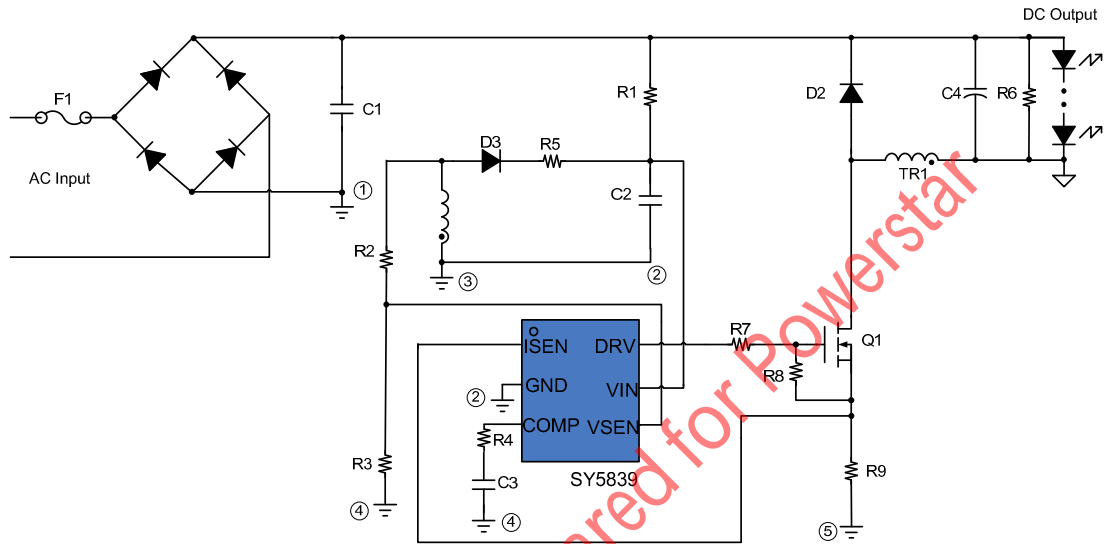 DC Output
F1
C1
R1
D2
C4
R6
AC Input
D3
R5
TR1
①
C2
R2
③
②
ISEN
DRV
R7
Q1
R8
②
GND
VIN
COMP
VSEN
R4
R3
C3
SY5839
R9
④
④
⑤
ared for Powerstar